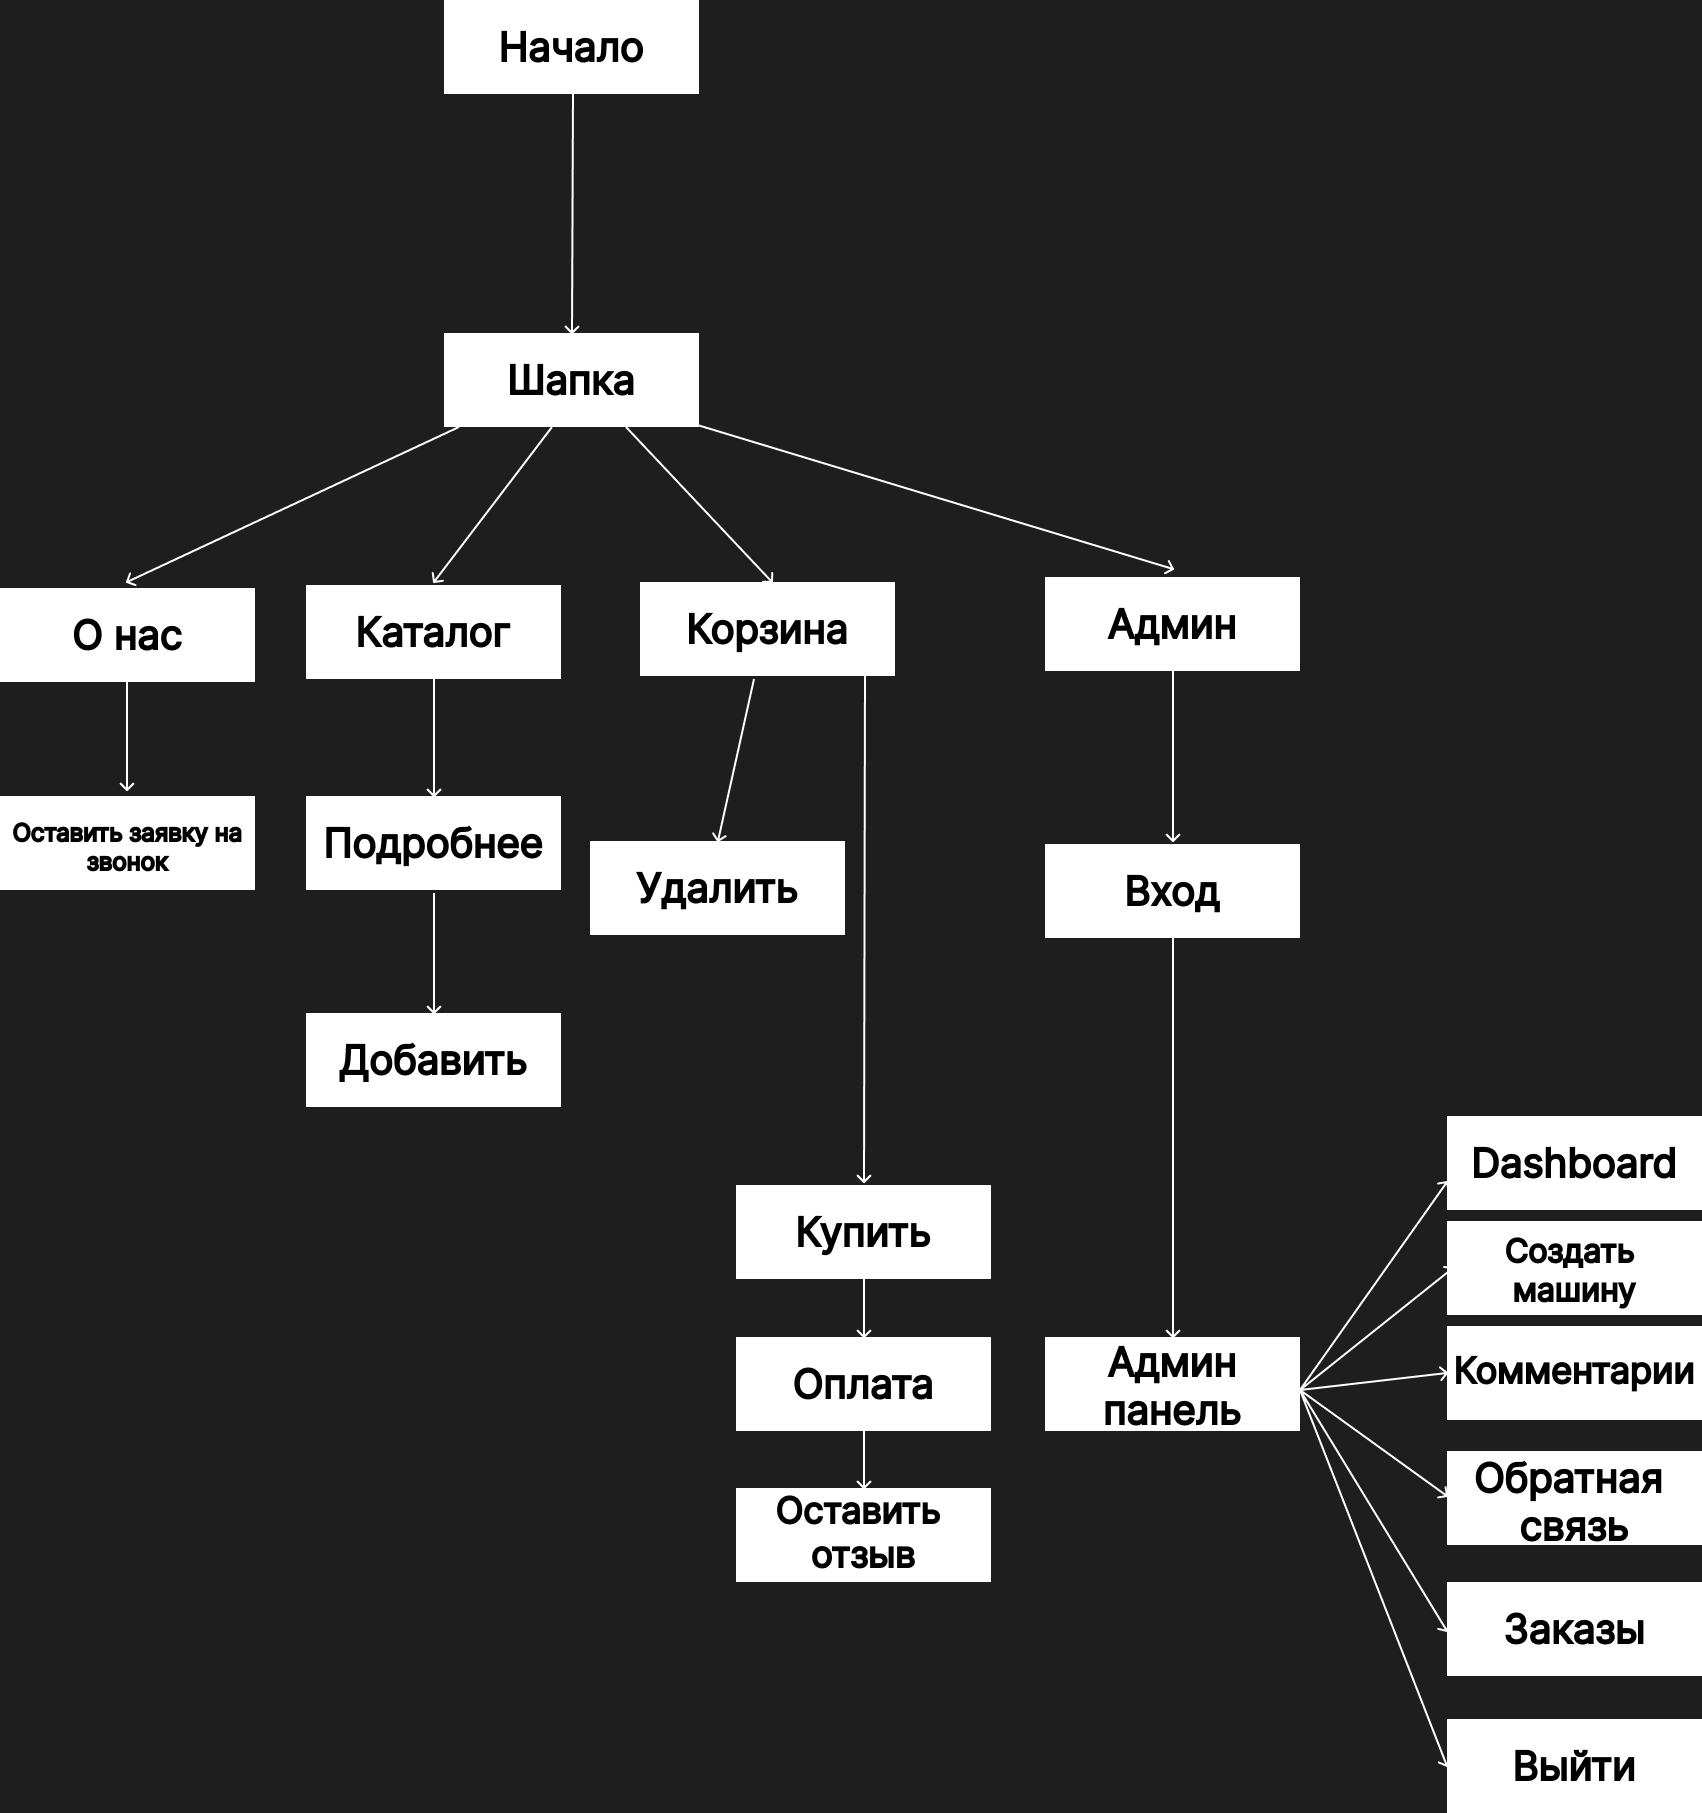 Начало
Шапка
О нас
Каталог
Корзина
Админ
Оставить заявку на
звонок
Подробнее
Удалить
Вход
Добавить
Купить
Оплата
Оставить
отзыв
Админ
панель
Dashboard
Создать
машину
Комментарии
Обратная
связь
Заказы
Выйти